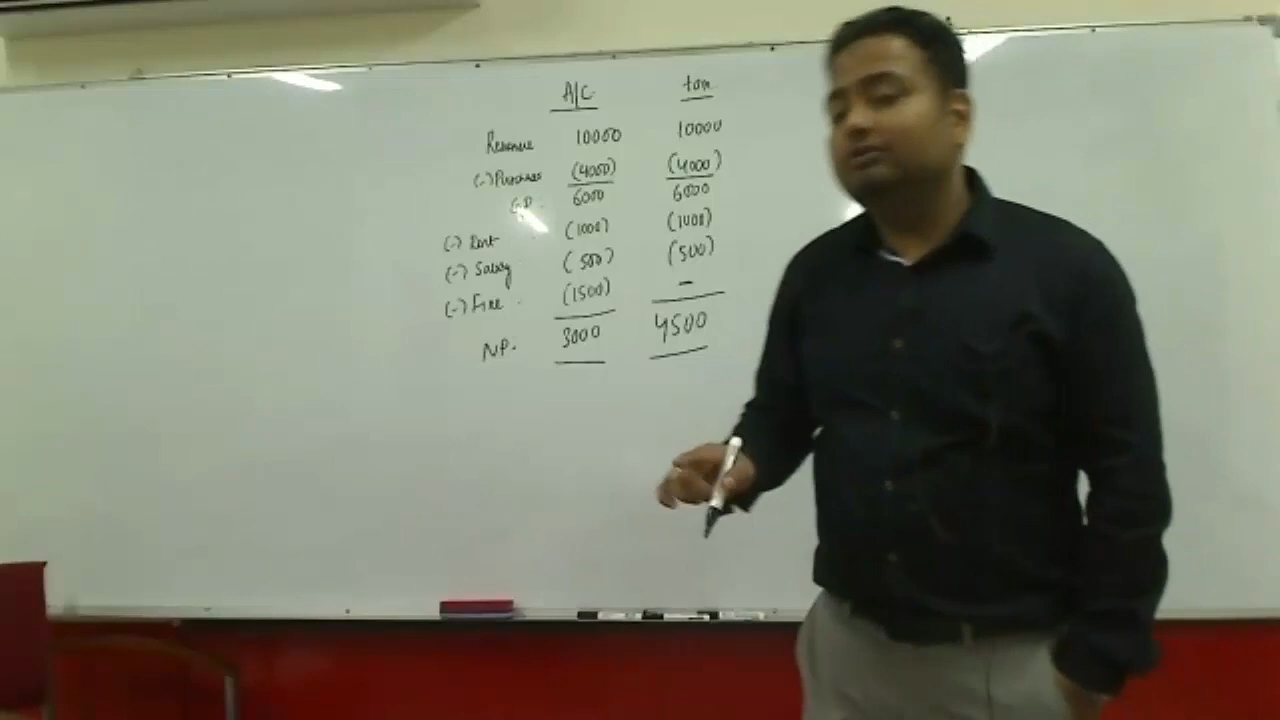 A/C. tax
Revenue 10000 10000
(-) Purchases (4000) (4000)
GP. 6000 6000
(-) Rent (1000) (1000)
(-) Salary (500) (500)
(-) Fine (1500) -
NP. 3000 4500